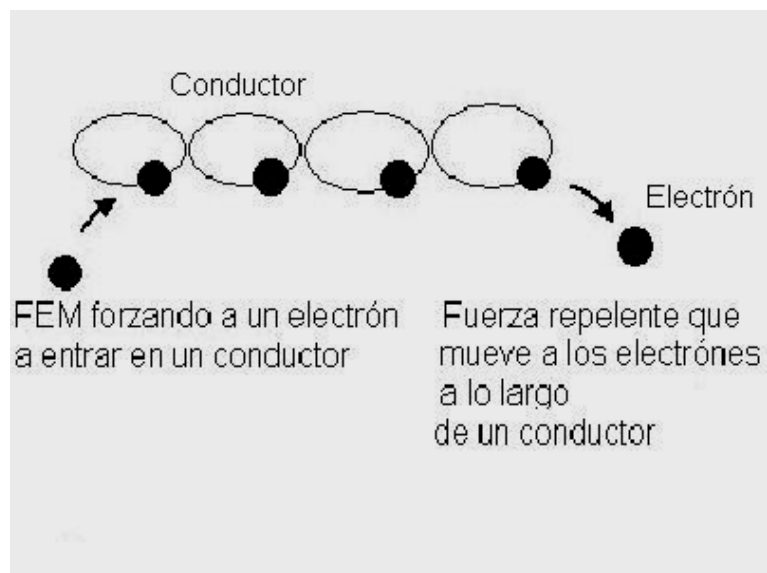 Conductor
Electrón
FEM forzando a un electrón
a entrar en un conductor
Fuerza repelente que
mueve a los electrónes
a lo largo
de un conductor